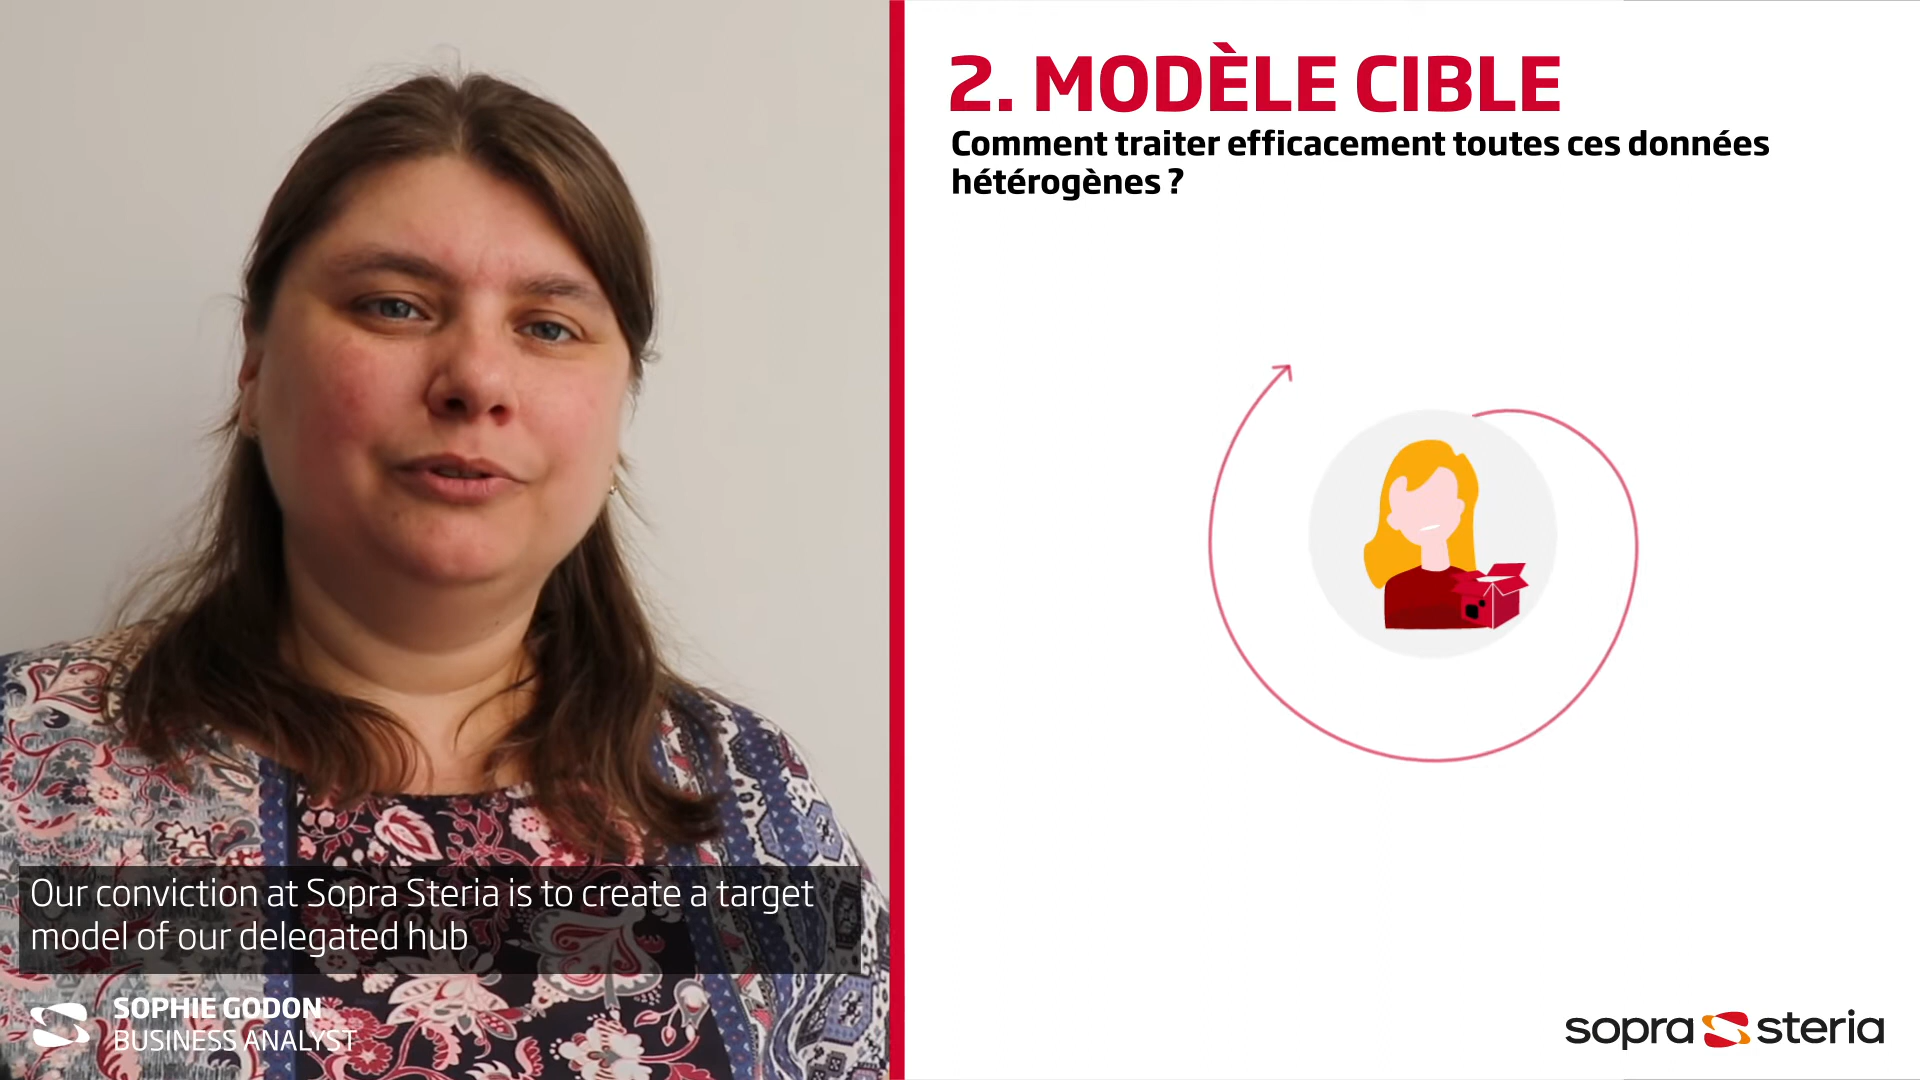 2. MODÈLE CIBLE
Comment traiter efficacement toutes ces données
hétérogènes ?
Our conviction at Sopra Steria is to create a target
model of our delegated hub
SOPHIE GODON
BUSINESS ANALYST
sopra steria